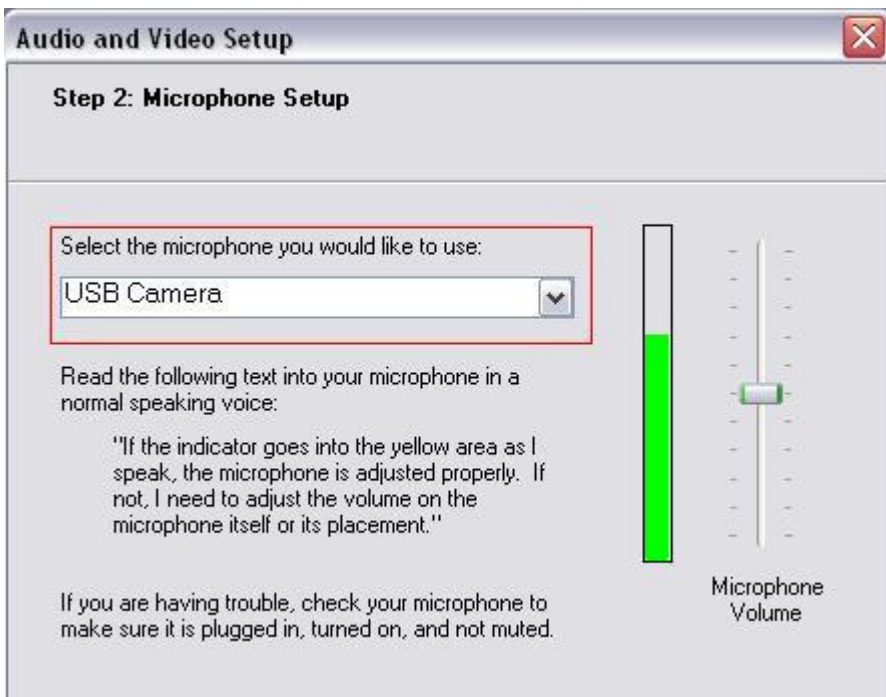 Audio and Video Setup
Step 2: Microphone Setup
Select the microphone you would like to use:
USB Camera
Read the following text into your microphone in a
normal speaking voice:
"If the indicator goes into the yellow area as I
speak, the microphone is adjusted properly.  If
not, I need to adjust the volume on the
microphone itself or its placement."
If you are having trouble, check your microphone to
make sure it is plugged in, turned on, and not muted.
Microphone
Volume